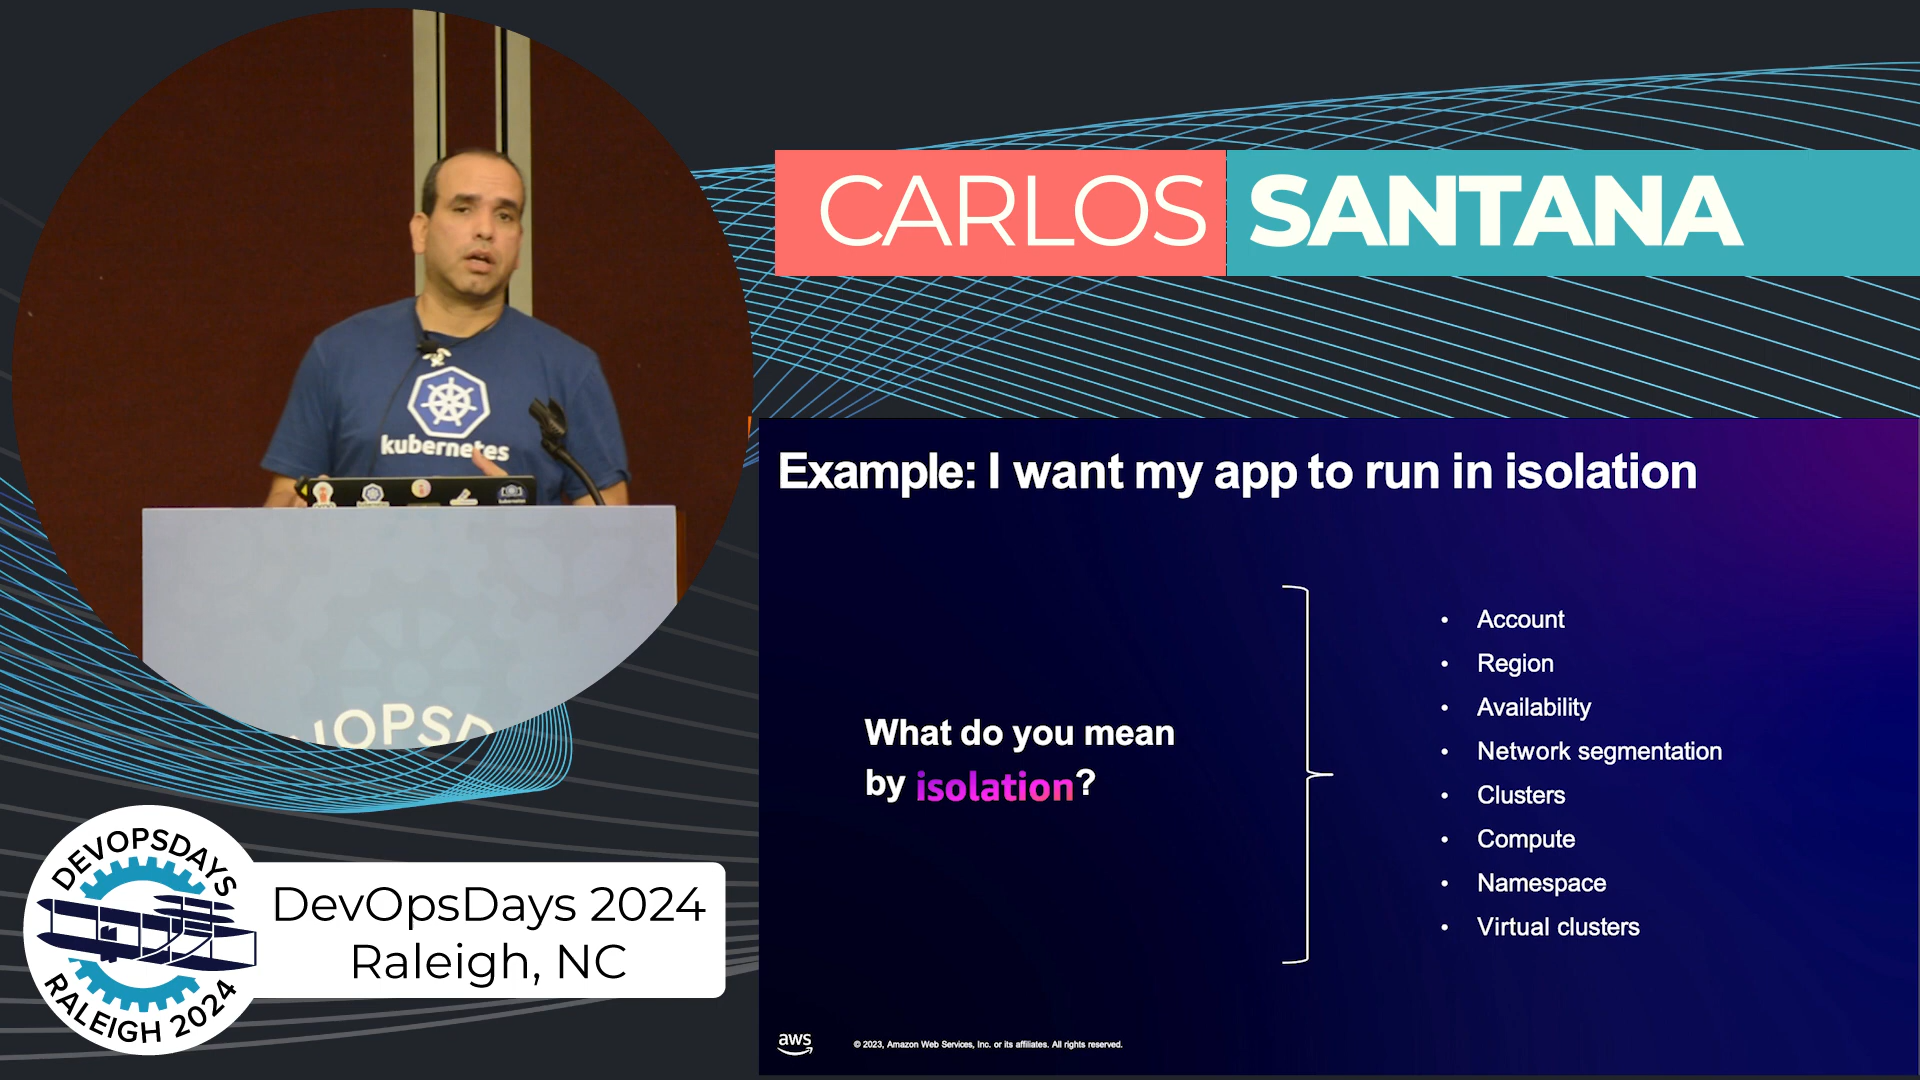 CARLOS SANTANA
kubernetes
Example: I want my app to run in isolation
What do you mean
by isolation?
• Account
• Region
• Availability
• Network segmentation
• Clusters
• Compute
• Namespace
• Virtual clusters
aws
© 2023, Amazon Web Services, Inc. or its affiliates. All rights reserved.
DEVOPSDAYS
RALEIGH 2024
DevOpsDays 2024
Raleigh, NC